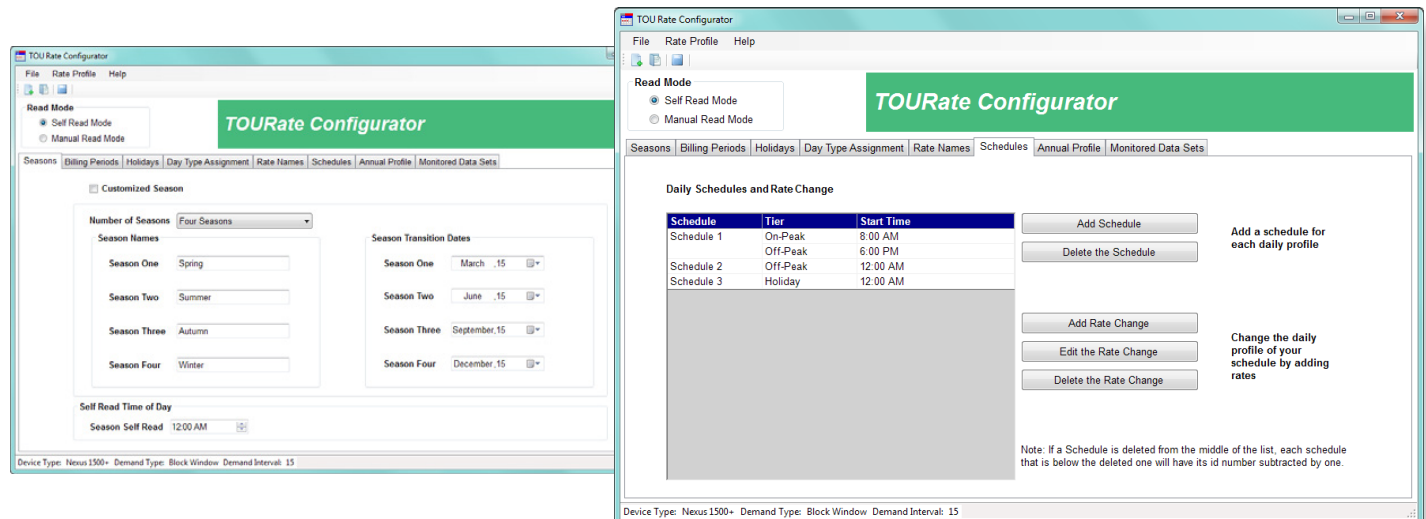 TOU Rate Configurator
File Rate Profile Help
Read Mode
Self Read Mode
Manual Read Mode
TOURate Configurator
Seasons Billing Periods Holidays Day Type Assignment Rate Names Schedules Annual Profile Monitored Data Sets
Customized Season
Number of Seasons Four Seasons
Season Names Season Transition Dates
Season One Spring Season One March ,15
Season Two Summer Season Two June ,15
Season Three Autumn Season Three September,15
Season Four Winter Season Four December ,15
Self Read Time of Day
Season Self Read 12:00 AM
Device Type: Nexus 1500+ Demand Type: Block Window Demand Interval: 15
TOU Rate Configurator
File Rate Profile Help
Read Mode
Self Read Mode
Manual Read Mode
TOURate Configurator
Seasons Billing Periods Holidays Day Type Assignment Rate Names Schedules Annual Profile Monitored Data Sets
Daily Schedules and Rate Change
Schedule Tier Start Time
Schedule 1 On-Peak 8:00 AM
Off-Peak 6:00 PM
Schedule 2 Off-Peak 12:00 AM
Schedule 3 Holiday 12:00 AM
Add Schedule
Delete the Schedule
Add a schedule for
each daily profile
Add Rate Change
Edit the Rate Change
Delete the Rate Change
Change the daily
profile of your
schedule by adding
rates
Note: If a Schedule is deleted from the middle of the list, each schedule
that is below the deleted one will have its id number subtracted by one.
Device Type: Nexus 1500+ Demand Type: Block Window Demand Interval: 15